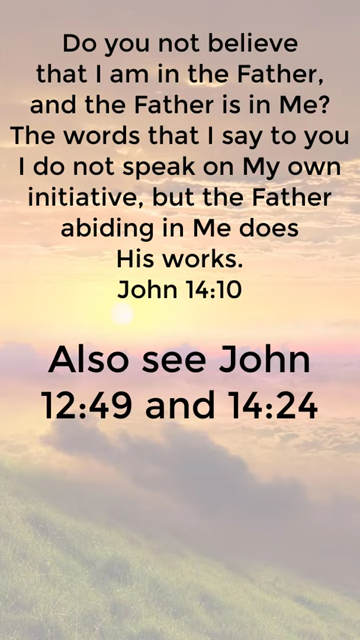 Do you not believe
that I am in the Father,
and the Father is in Me?
The words that I say to you
I do not speak on My own
initiative, but the Father
abiding in Me does
His works.
John 14:10
Also see John
12:49 and 14:24